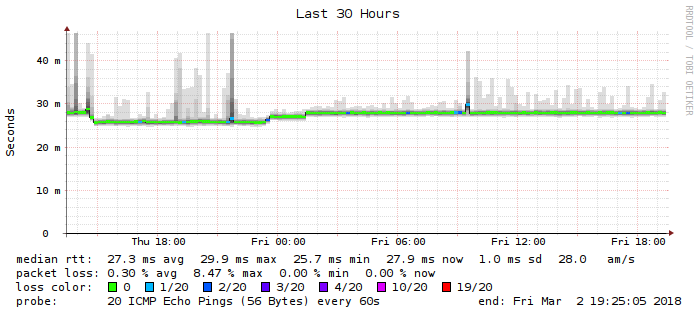 Last 30 Hours
RRDTOOL / TOBI OETIKER
Seconds
40 m
30 m
20 m
10 m
0
Thu 18:00 Fri 00:00 Fri 06:00 Fri 12:00 Fri 18:00
median rtt: 27.3 ms avg 29.9 ms max 25.7 ms min 27.9 ms now 1.0 ms sd 28.0 am/s
packet loss: 0.30 % avg 8.47 % max 0.00 % min 0.00 % now
loss color: 0 1/20 2/20 3/20 4/20 10/20 19/20
probe: 20 ICMP Echo Pings (56 Bytes) every 60s end: Fri Mar 2 19:25:05 2018